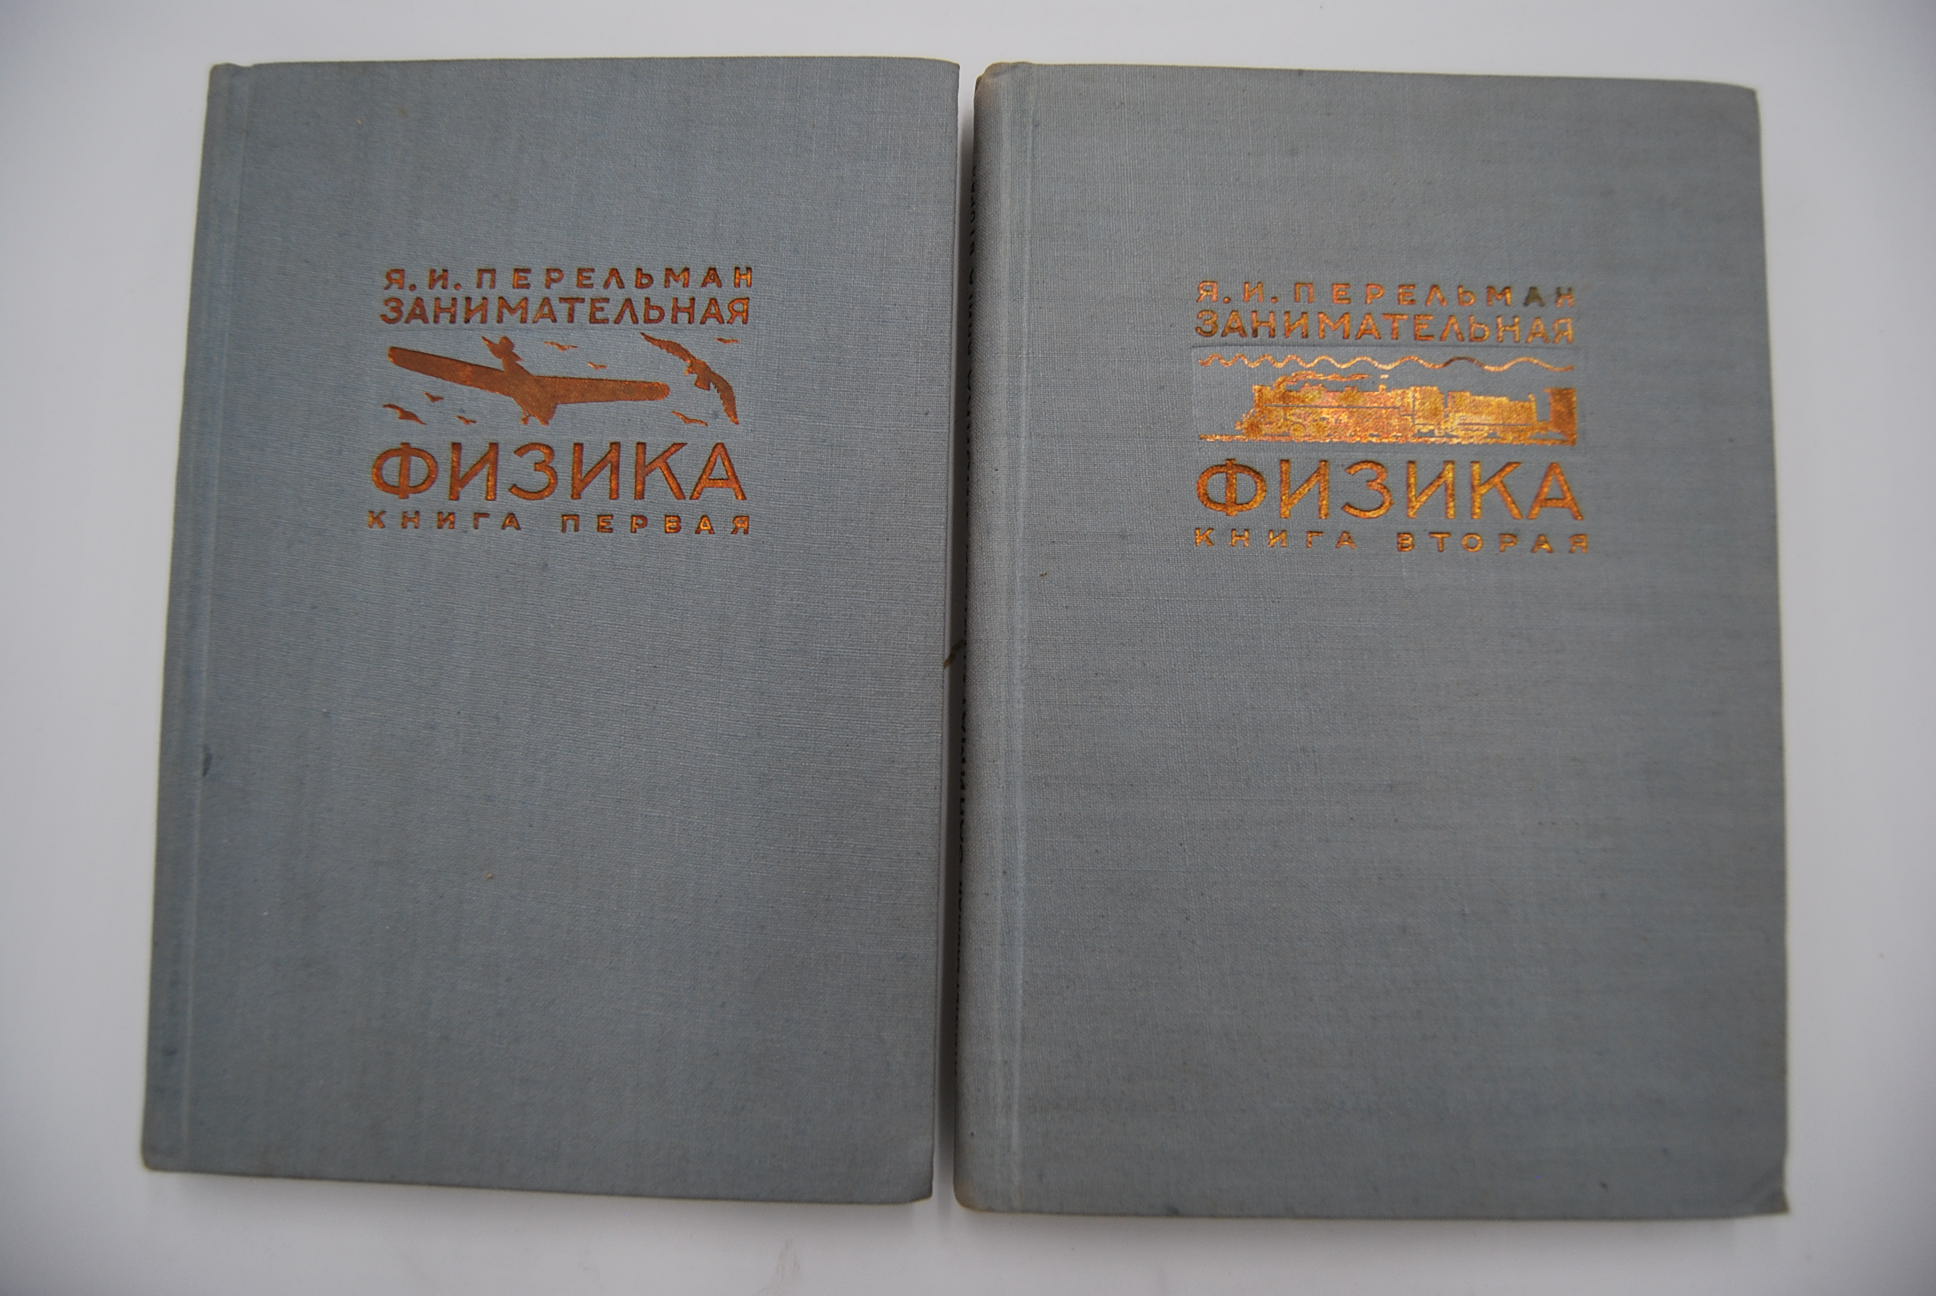 Я. И. ПЕРЕЛЬМАН
ЗАНИМАТЕЛЬНАЯ
ФИЗИКА
КНИГА ПЕРВАЯ
Я. И. ПЕРЕЛЬМАН
ЗАНИМАТЕЛЬНАЯ
ФИЗИКА
КНИГА ВТОРАЯ